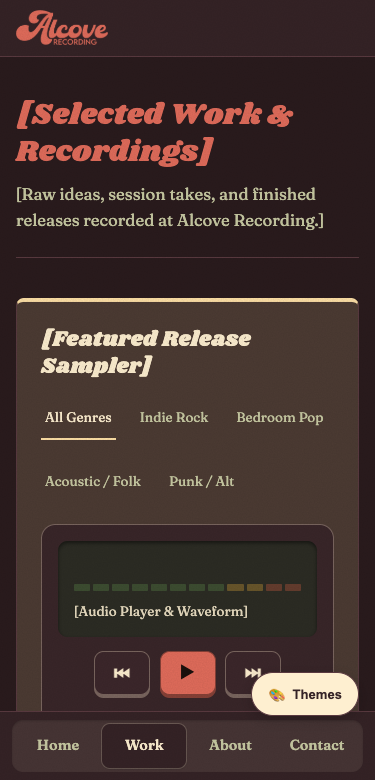 Alcove
RECORDING
[Selected Work &
Recordings]
[Raw ideas, session takes, and finished
releases recorded at Alcove Recording.]
[Featured Release
Sampler]
All Genres Indie Rock Bedroom Pop
Acoustic / Folk Punk / Alt
[Audio Player & Waveform]
Themes
Home Work About Contact